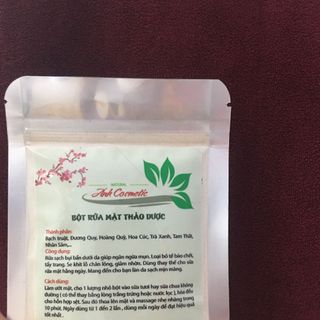 NATURAL
Anh Cosmetic
BỘT RỬA MẶT THẢO DƯỢC
Thành phần:
Bạch truật, Đương Quy, Hoàng Quỳ, Hoa Cúc, Trà Xanh, Tam Thất,
Nhân Sâm,...
Công dụng:
Rửa sạch bụi bẩn dưới da giúp ngăn ngừa mụn. Loại bỏ tế bào chết,
tẩy trang. Se khít lỗ chân lông, giảm nhờn. Dùng thay thế cho sữa
rửa mặt hằng ngày. Mang đến cho bạn làn da sạch mịn màng.
Cách dùng:
Làm ướt mặt, cho 1 lượng nhỏ bột vào sữa tươi hay sữa chua không
đường ( có thể thay bằng lòng trắng trứng hoặc nước lọc ), hòa đều
cho hỗn hợp sệt. Sau đó thoa lên mặt và massage nhẹ nhàng trong
10 phút. Dùng từ 1 đến 2 lần , dùng mỗi ngày để đạt hiệu quả
tốt nhất .